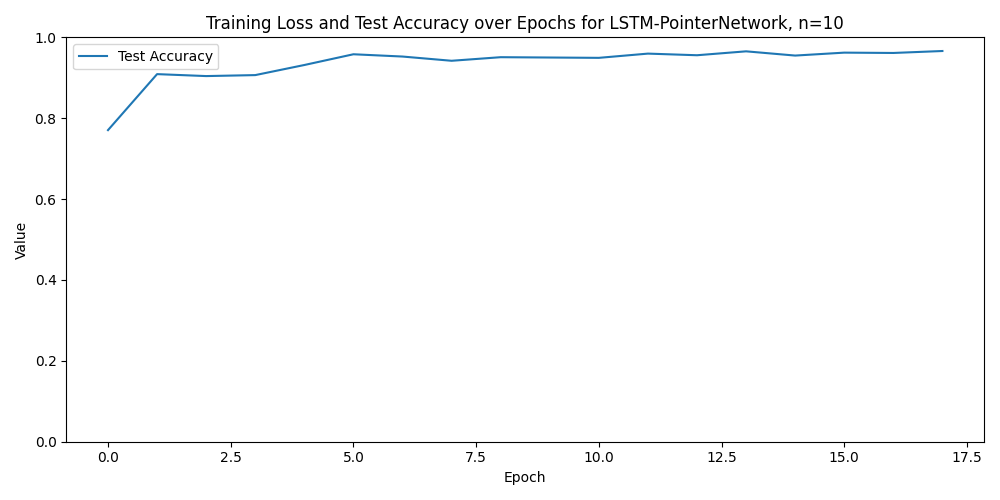 Training Loss and Test Accuracy over Epochs for LSTM-PointerNetwork, n=10
1.0
Test Accuracy
0.8
0.6
Value
0.4
0.2
0.0
0.0 2.5 5.0 7.5 10.0 12.5 15.0 17.5
Epoch